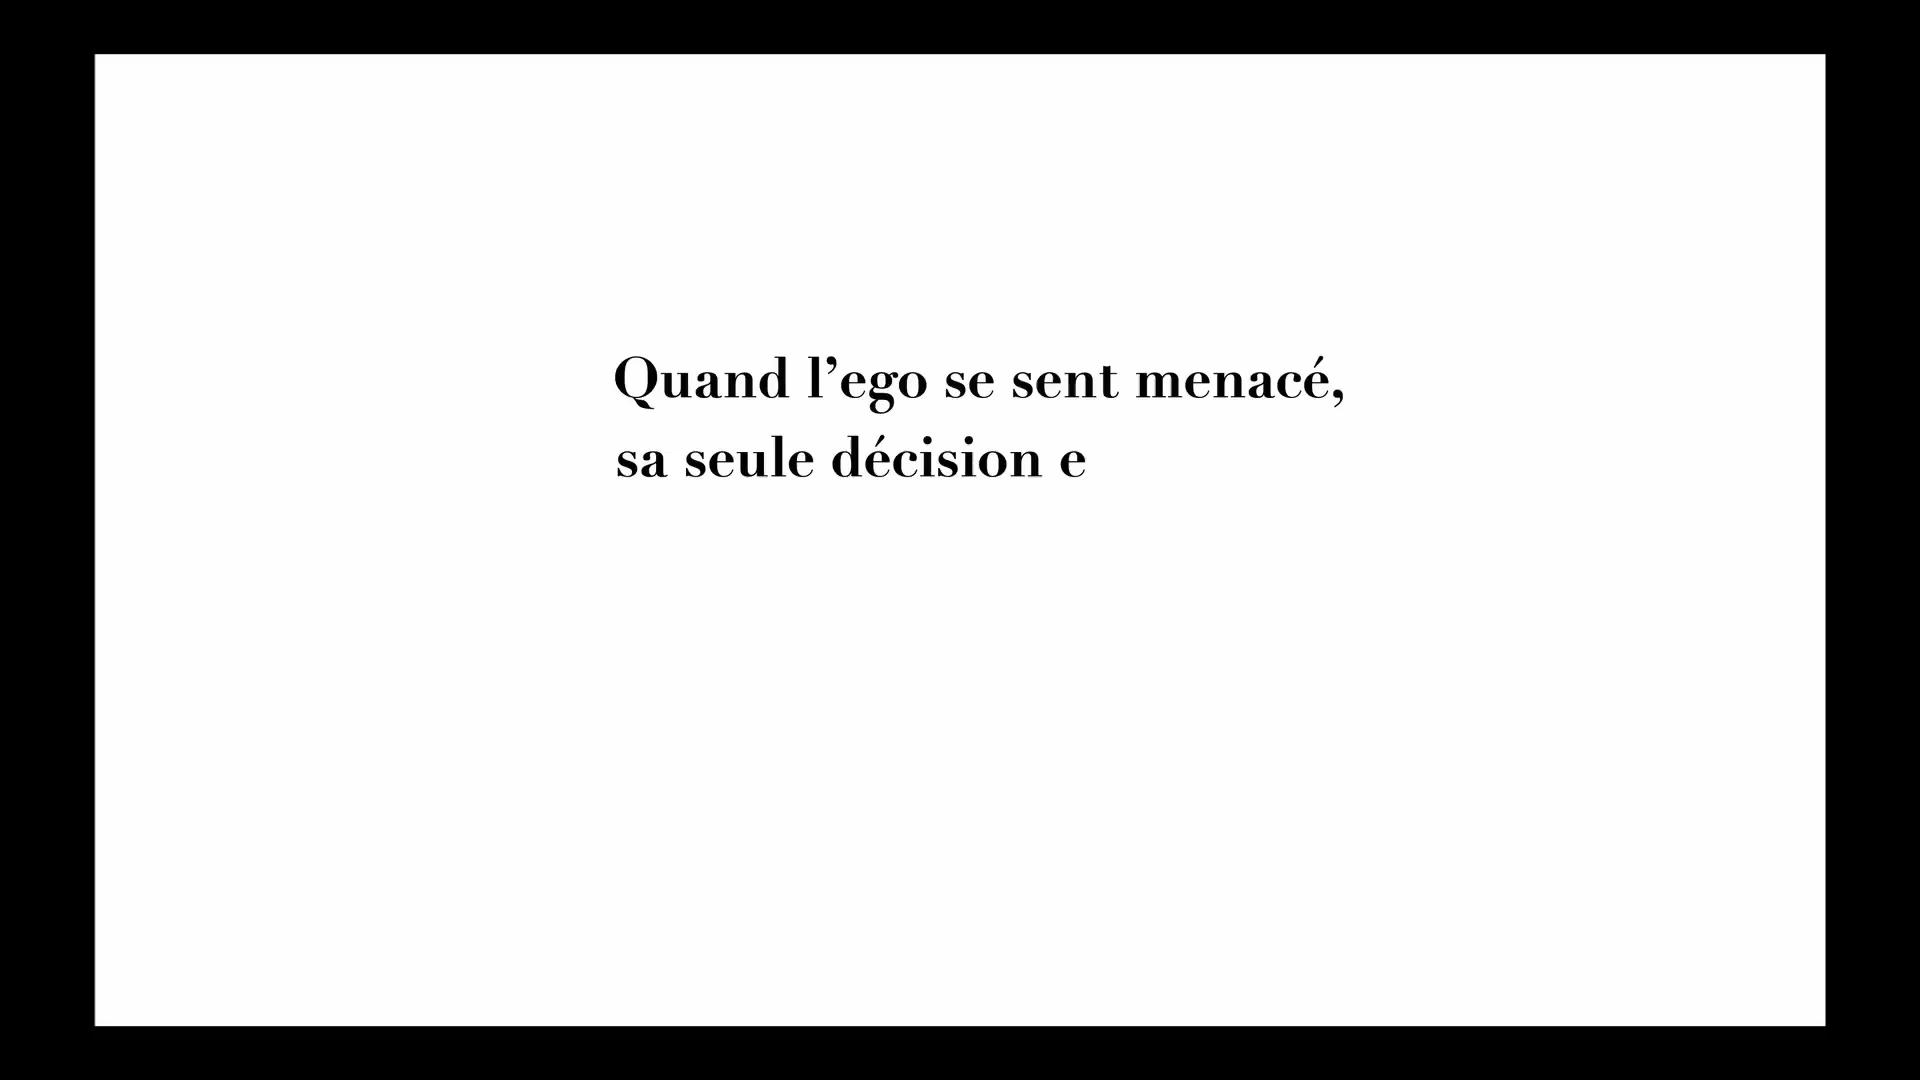 Quand l’ego se sent menacé,
sa seule décision e